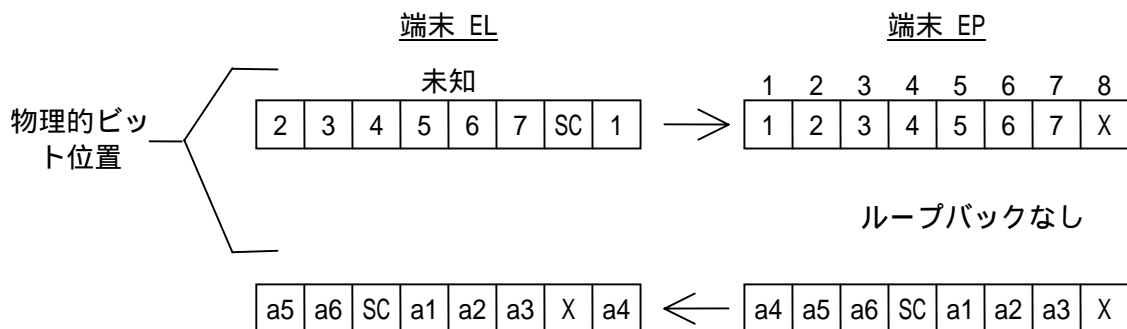 端末 EL
端末 EP
未知
1 2 3 4 5 6 7 8
物理的ビッ
ト位置
2 3 4 5 6 7 SC 1
1 2 3 4 5 6 7 X
ループバックなし
a5 a6 SC a1 a2 a3 X a4
a4 a5 a6 SC a1 a2 a3 X